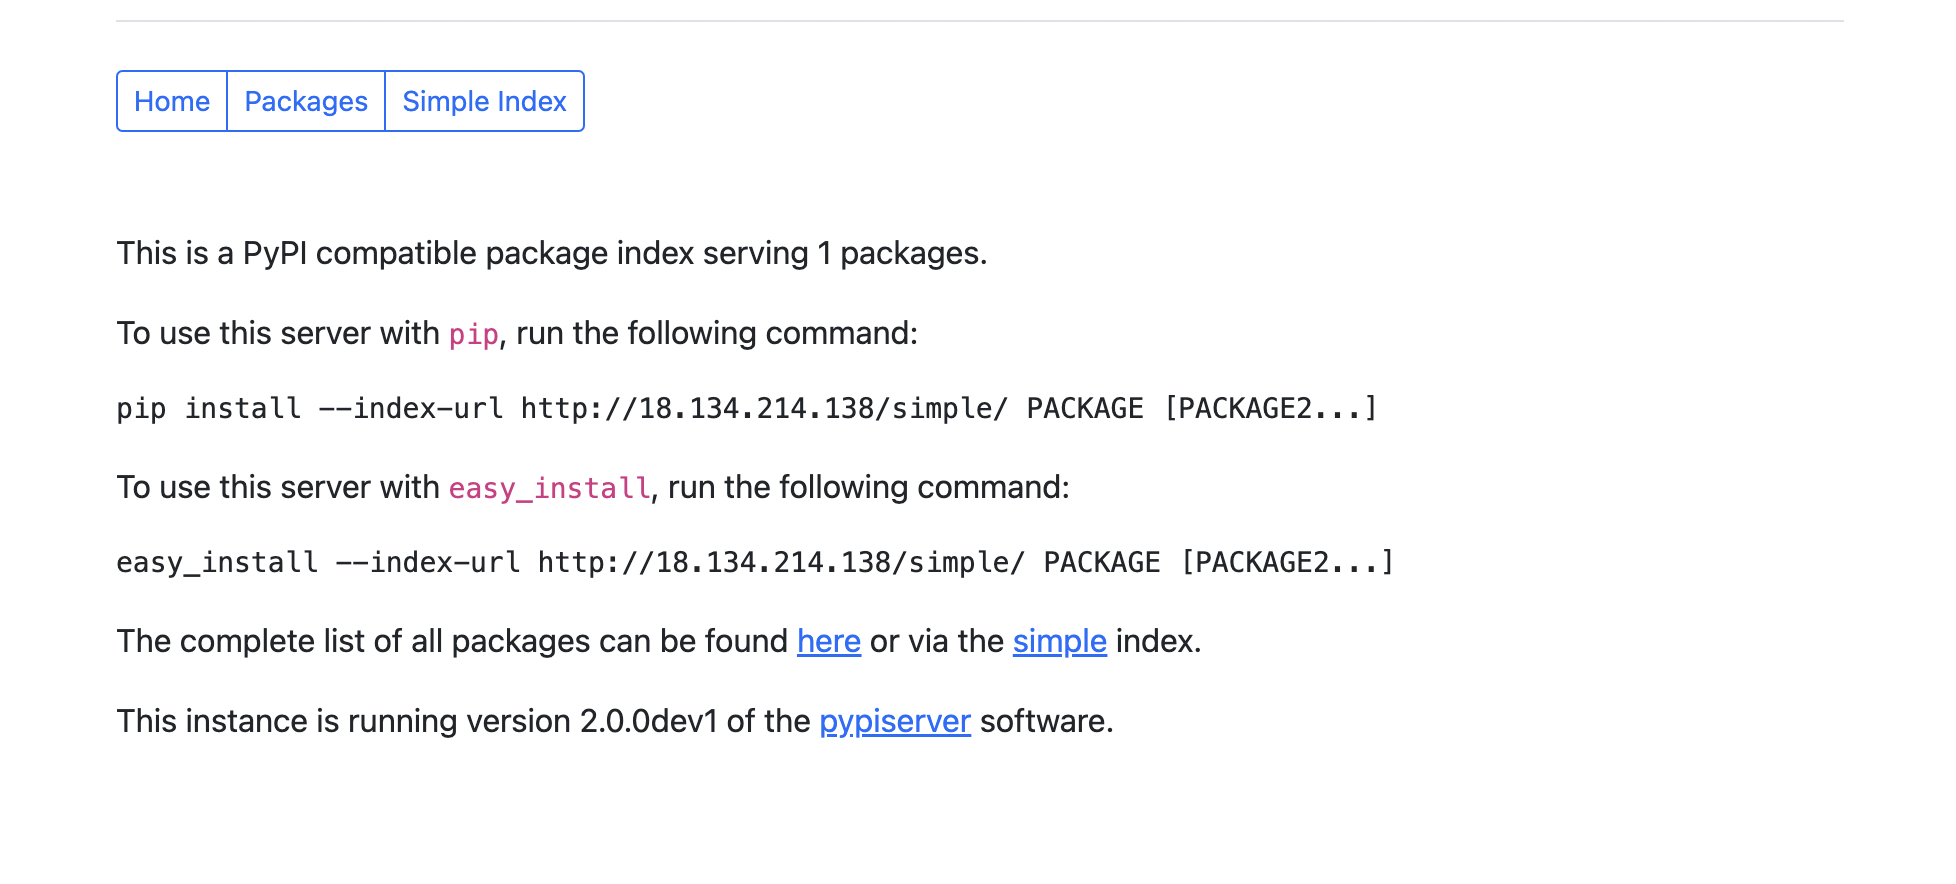 Home Packages Simple Index
This is a PyPI compatible package index serving 1 packages.
To use this server with pip, run the following command:
pip install --index-url http://18.134.214.138/simple/ PACKAGE [PACKAGE2...]
To use this server with easy_install, run the following command:
easy_install --index-url http://18.134.214.138/simple/ PACKAGE [PACKAGE2...]
The complete list of all packages can be found here or via the simple index.
This instance is running version 2.0.0dev1 of the pypiserver software.